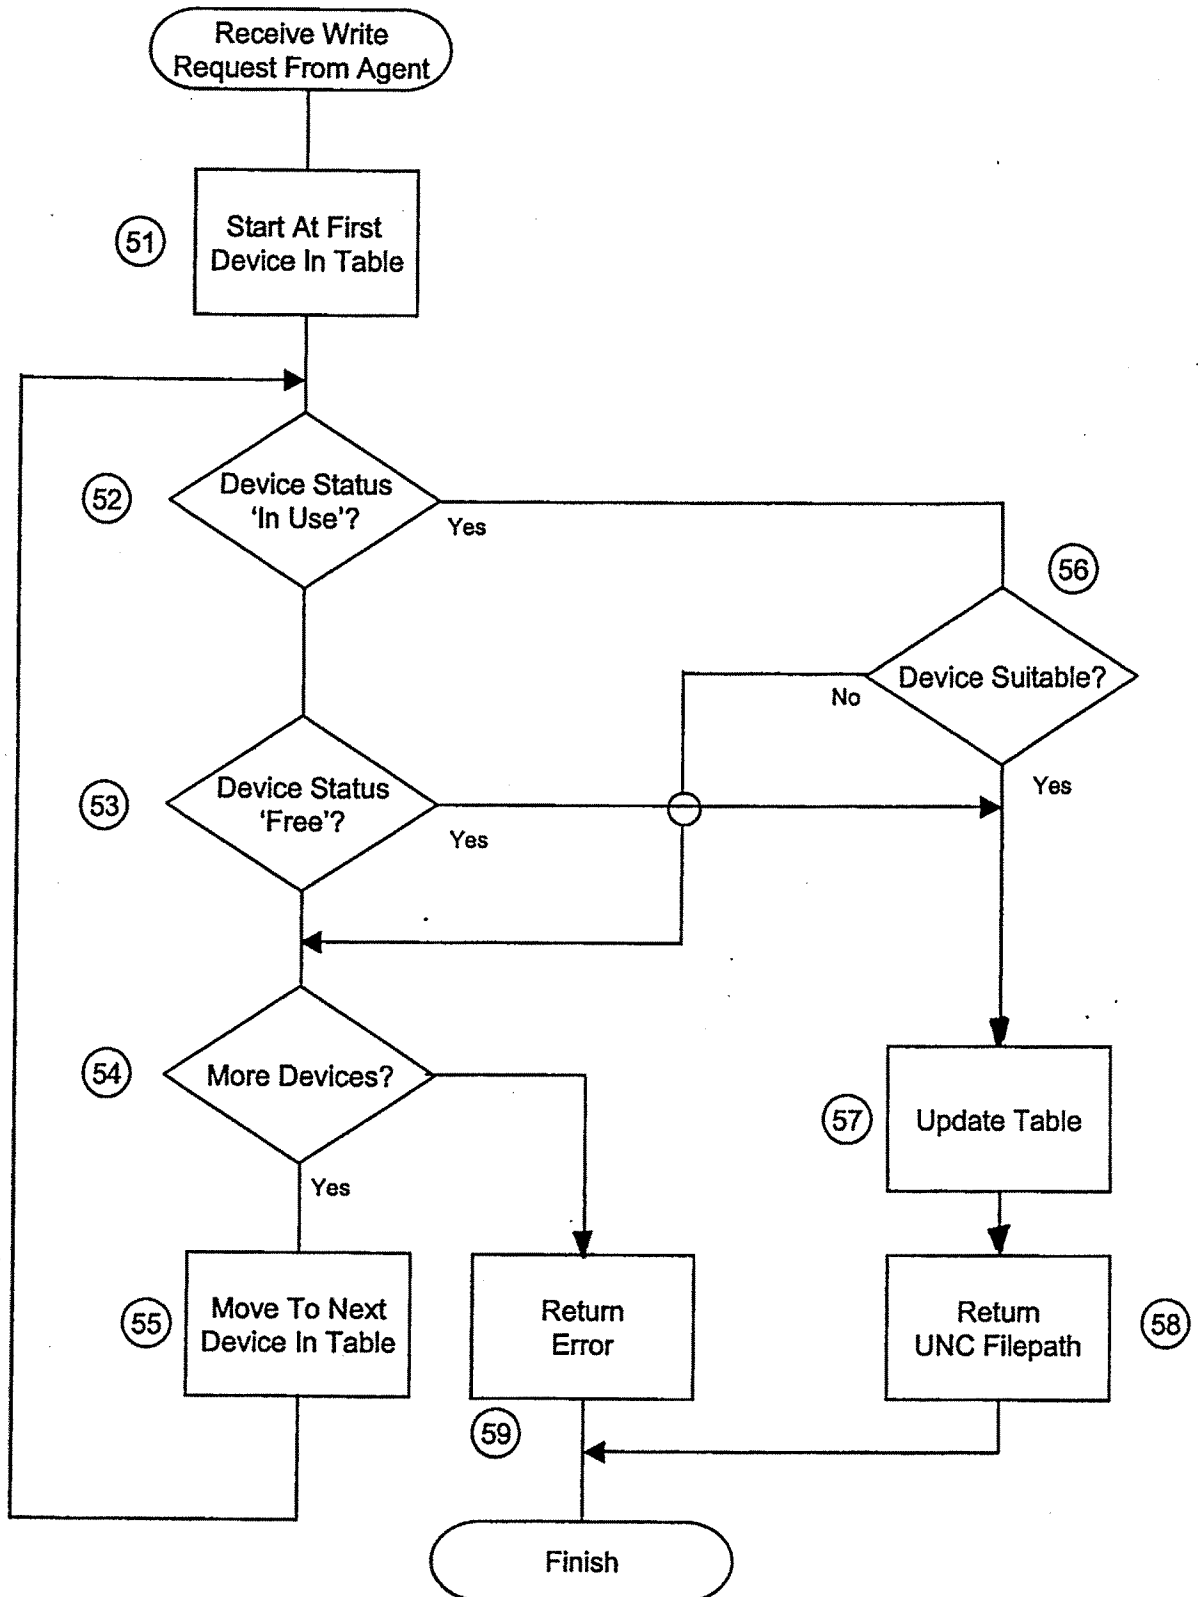 Receive Write
Request From Agent
51
Start At First
Device In Table
52
Device Status
‘In Use’?
Yes
56
Device Suitable?
No
Yes
53
Device Status
‘Free’?
Yes
54
More Devices?
Yes
57
Update Table
55
Move To Next
Device In Table
Return
Error
59
Return
UNC Filepath
58
Finish